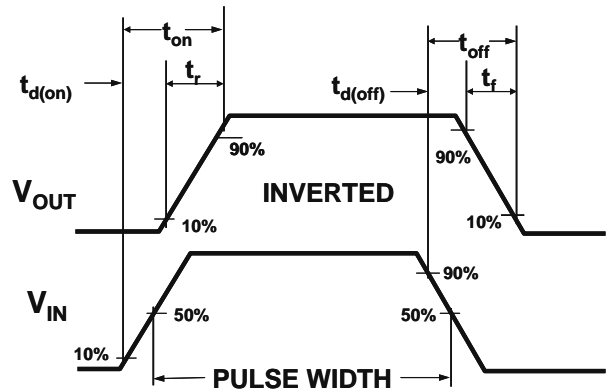 t_on
t_off
t_d(on)
t_r
t_d(off)
t_f
90%
90%
V_OUT
INVERTED
10%
10%
90%
V_IN
50%
50%
10%
PULSE WIDTH